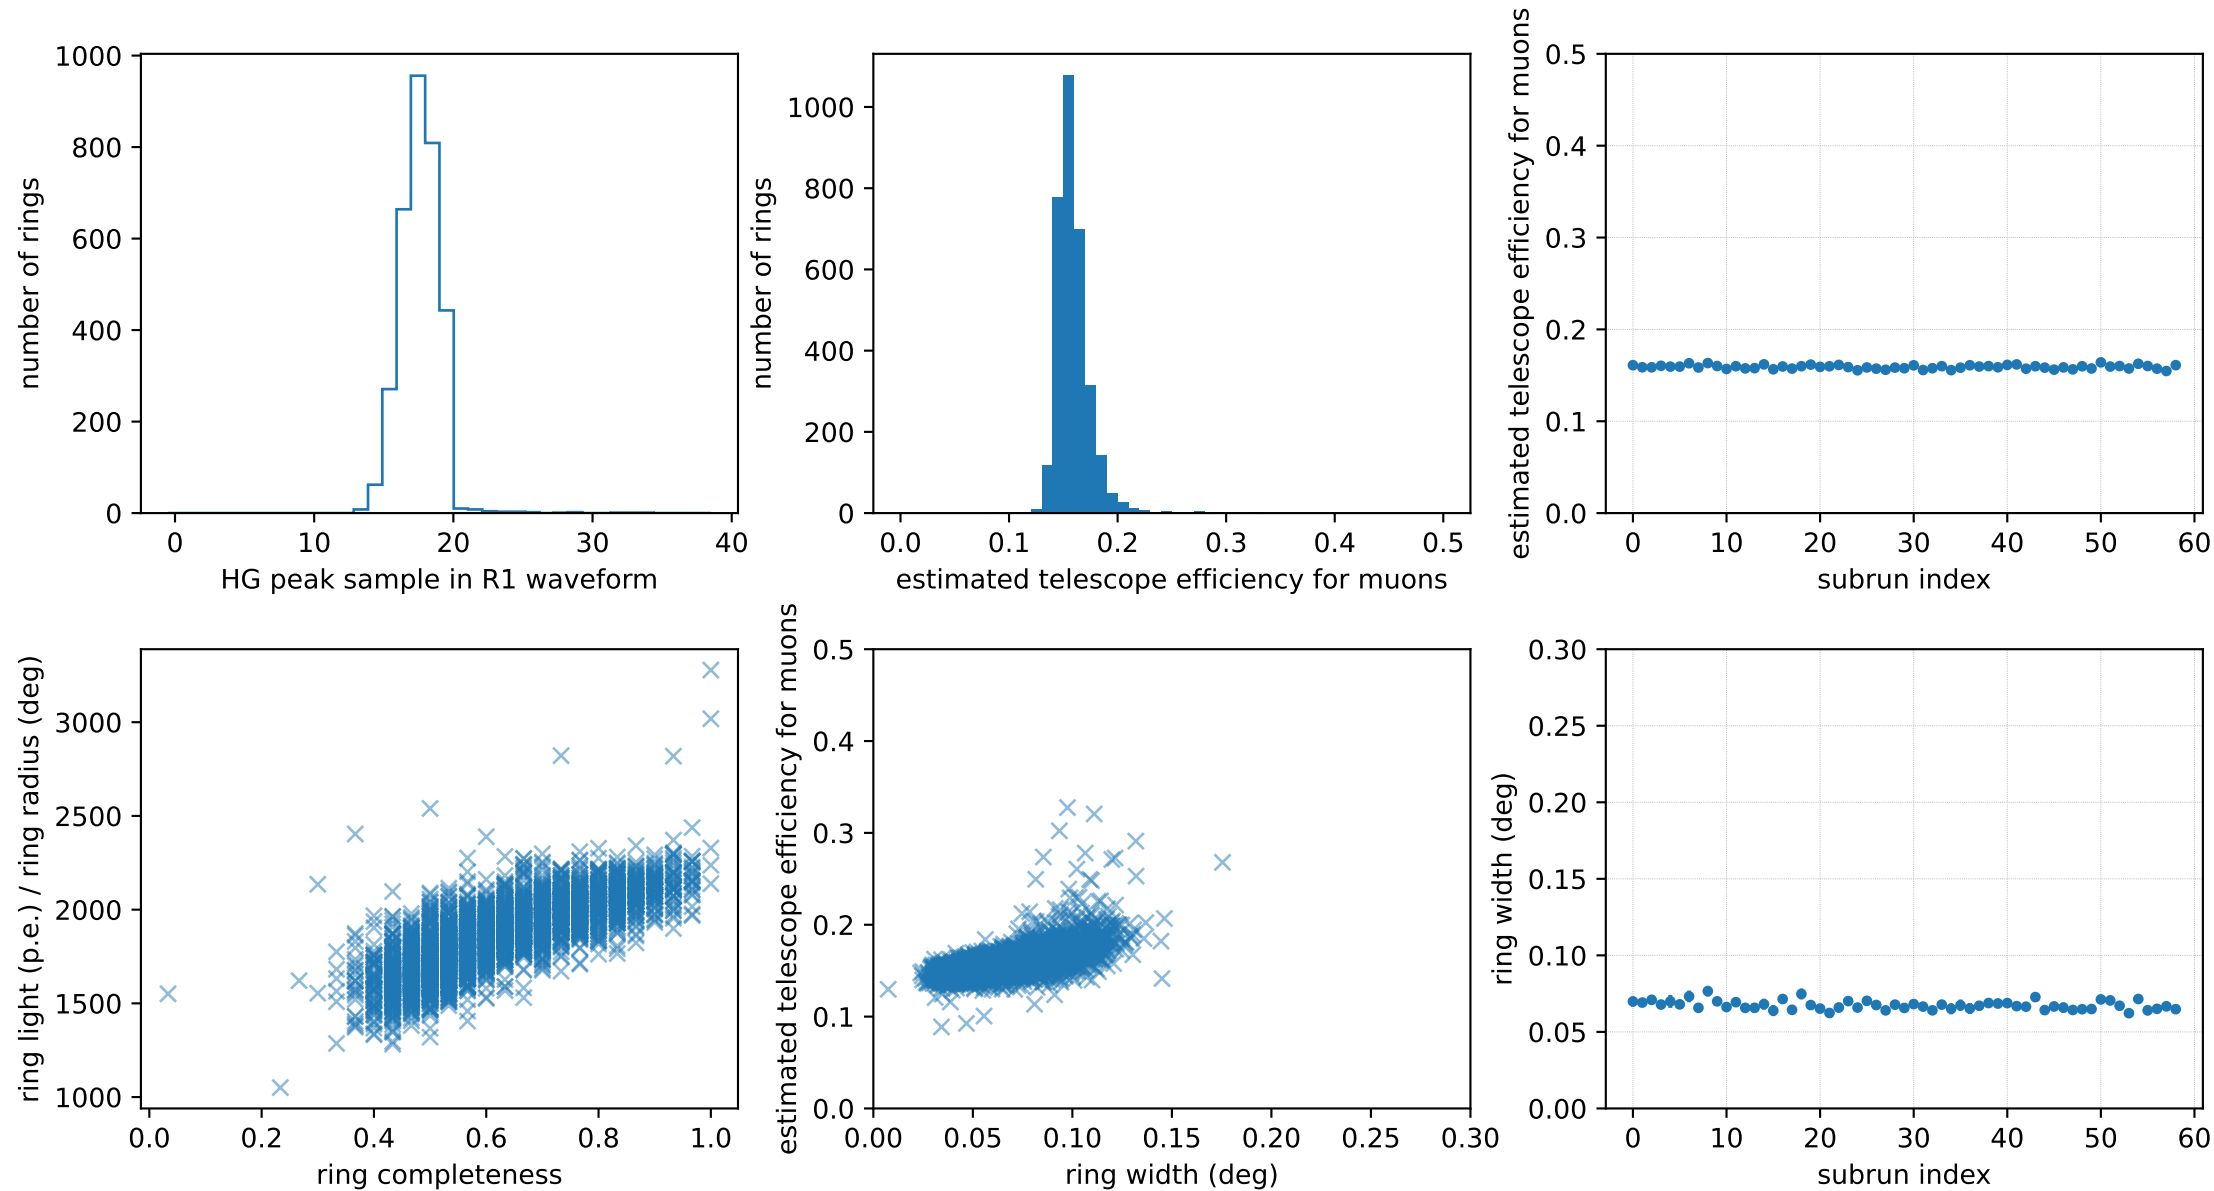 number of rings
1000
800
600
400
200
0
0 10 20 30 40
HG peak sample in R1 waveform
number of rings
1000
800
600
400
200
0
0.0 0.1 0.2 0.3 0.4 0.5
estimated telescope efficiency for muons
estimated telescope efficiency for muons
0.5
0.4
0.3
0.2
0.1
0.0
0 10 20 30 40 50 60
subrun index
ring light (p.e.) / ring radius (deg)
3000
2500
2000
1500
1000
0.0 0.2 0.4 0.6 0.8 1.0
ring completeness
estimated telescope efficiency for muons
0.5
0.4
0.3
0.2
0.1
0.0
0.00 0.05 0.10 0.15 0.20 0.25 0.30
ring width (deg)
ring width (deg)
0.30
0.25
0.20
0.15
0.10
0.05
0.00
0 10 20 30 40 50 60
subrun index